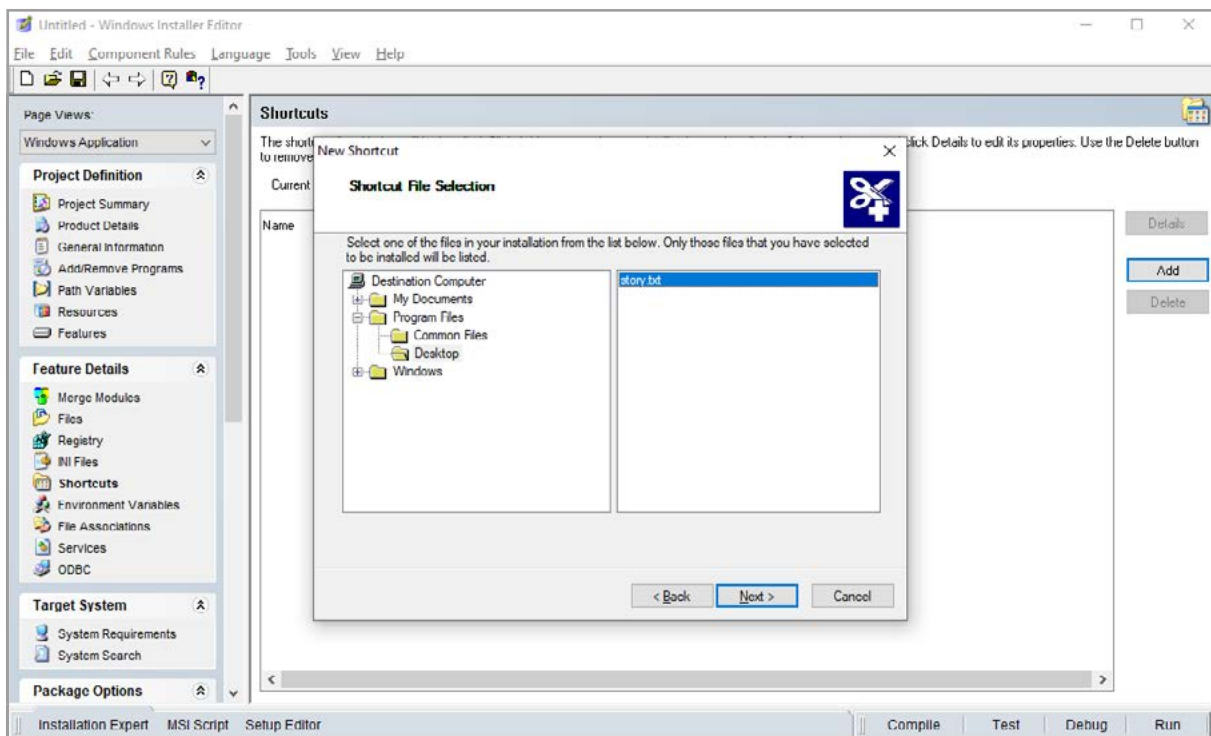 Untitled - Windows Installer Editor
File Edit Component Rules Language Tools View Help
Page Views:
Windows Application
Project Definition
Project Summary
Product Details
General Information
Add/Remove Programs
Path Variables
Resources
Features
Feature Details
Merge Modules
Files
Registry
INI Files
Shortcuts
Environment Variables
File Associations
Services
ODBC
Target System
System Requirements
System Search
Package Options
Shortcuts
The short
click Details to edit its properties. Use the Delete button
to remove
Current
Name
Details
Add
Delete
New Shortcut
Shortcut File Selection
Select one of the files in your installation from the list below. Only those files that you have selected
to be installed will be listed.
Destination Computer
My Documents
Program Files
Common Files
Desktop
Windows
story.txt
< Back Next > Cancel
Installation Expert MSI Script Setup Editor
Compile Test Debug Run